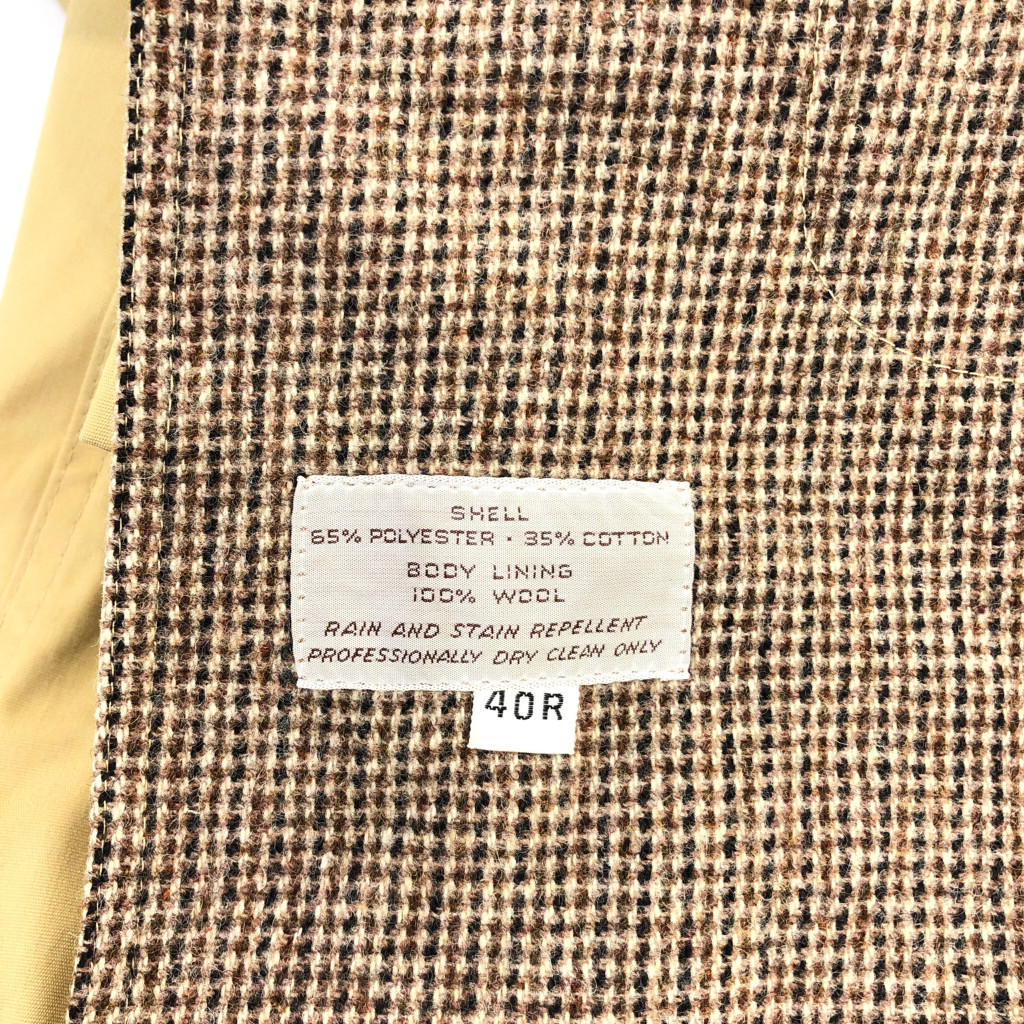 SHELL
65% POLYESTER · 35% COTTON
BODY LINING
100% WOOL
RAIN AND STAIN REPELLENT
PROFESSIONALLY DRY CLEAN ONLY
40R